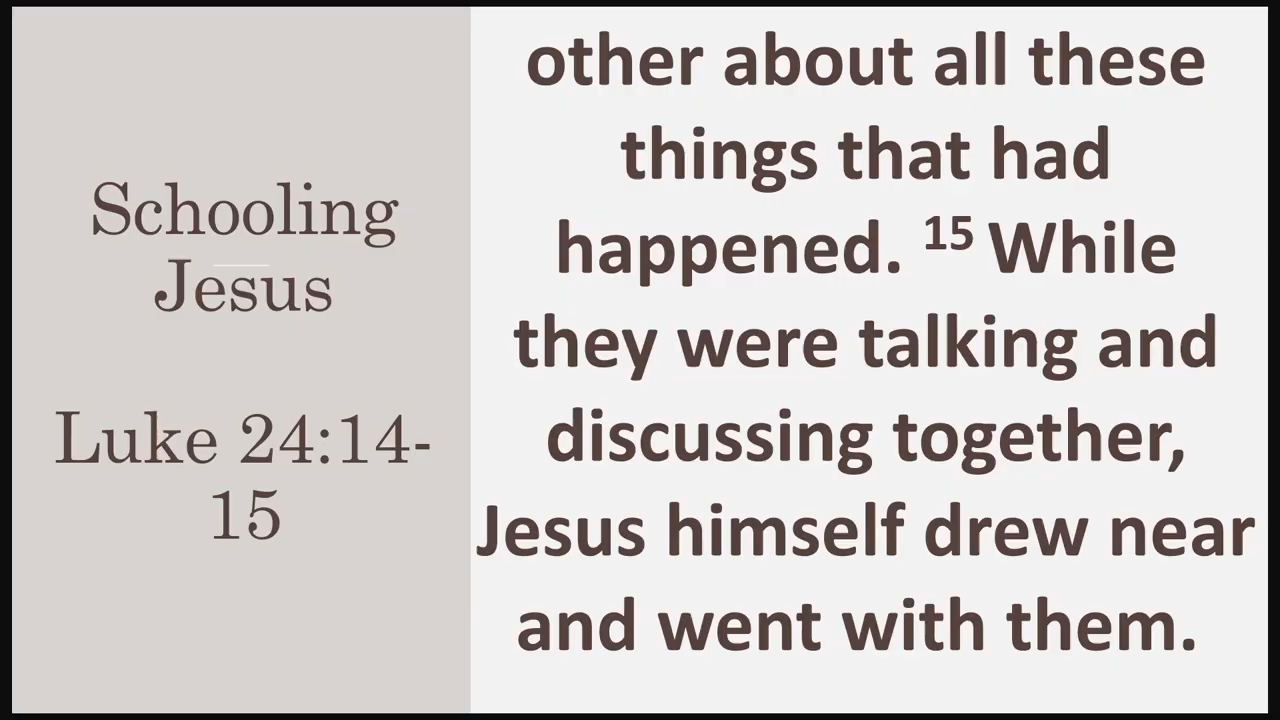 Schooling
Jesus
Luke 24:14-
15
other about all these
things that had
happened. 15 While
they were talking and
discussing together,
Jesus himself drew near
and went with them.